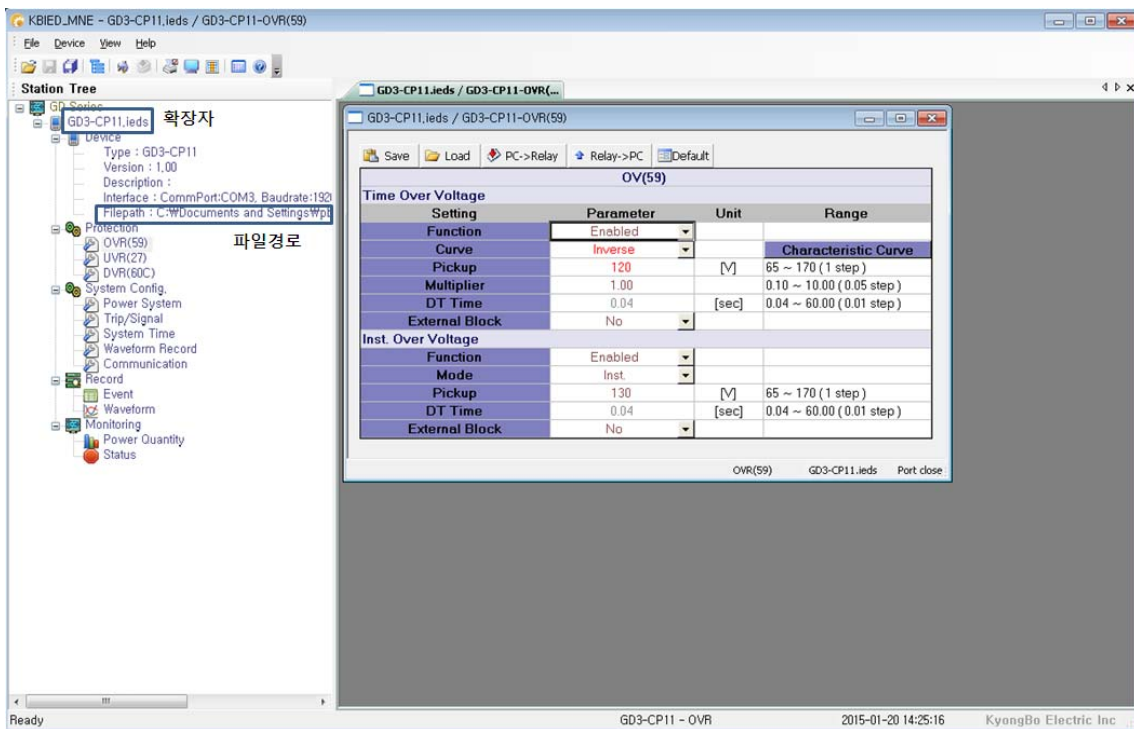 KBIED_MNE - GD3-CP11.ieds / GD3-CP11-OVR(59)
File Device View Help
Station Tree
GD Series
GD3-CP11.ieds 확장자
Device
Type : GD3-CP11
Version : 1.00
Description :
Interface : CommPort:COM3, Baudrate:192
Filepath : C:₩Documents and Settings₩pb
파일경로
Protection
OVR(59)
UVR(27)
DVR(60C)
System Config.
Power System
Trip/Signal
System Time
Waveform Record
Communication
Record
Event
Waveform
Monitoring
Power Quantity
Status
GD3-CP11.ieds / GD3-CP11-OVR(...
GD3-CP11.ieds / GD3-CP11-OVR(59)
Save Load PC->Relay Relay->PC Default
OV(59)
Time Over Voltage
Setting Parameter Unit Range
Function Enabled
Curve Inverse Characteristic Curve
Pickup 120 [V] 65 ~ 170 ( 1 step )
Multiplier 1.00 0.10 ~ 10.00 ( 0.05 step )
DT Time 0.04 [sec] 0.04 ~ 60.00 ( 0.01 step )
External Block No
Inst. Over Voltage
Function Enabled
Mode Inst.
Pickup 130 [V] 65 ~ 170 ( 1 step )
DT Time 0.04 [sec] 0.04 ~ 60.00 ( 0.01 step )
External Block No
OVR(59) GD3-CP11.ieds Port close
Ready GD3-CP11 - OVR 2015-01-20 14:25:16 KyongBo Electric Inc